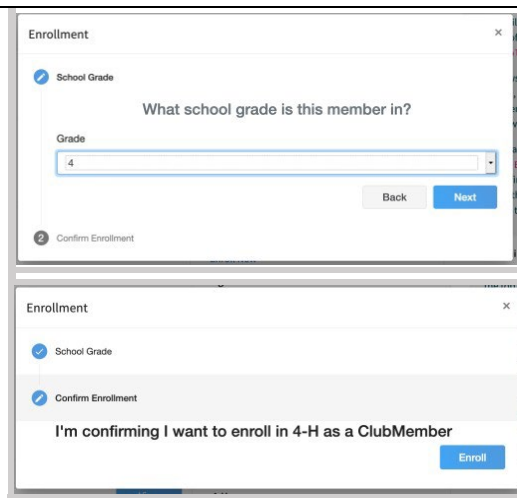 Enrollment ×
School Grade
What school grade is this member in?
Grade
4
Back Next
2 Confirm Enrollment
Enrollment ×
School Grade
Confirm Enrollment
I'm confirming I want to enroll in 4-H as a ClubMember
Enroll